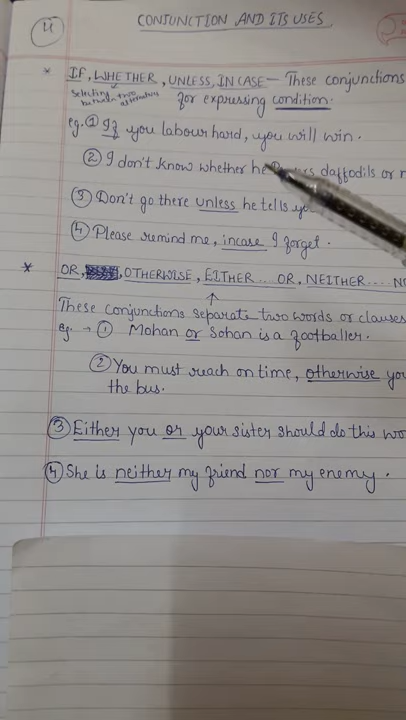 4
CONJUNCTION AND ITS USES
* IF, WHETHER, UNLESS, IN CASE - These conjunctions
Selecting between two alternatives
for expressing condition.
eg. ① If you labour hard, you will win.
② I don't know whether he daffodils or
③ Don't go there unless he tells
④ Please remind me, incase I forget.
* OR, OTHERWISE, EITHER ... OR, NEITHER ....
↑
These conjunctions separate two words or clauses
eg. → ① Mohan or Sohan is a footballer.
② You must reach on time, otherwise you
the bus.
③ Either you or your sister should do this
④ She is neither my friend nor my enemy.